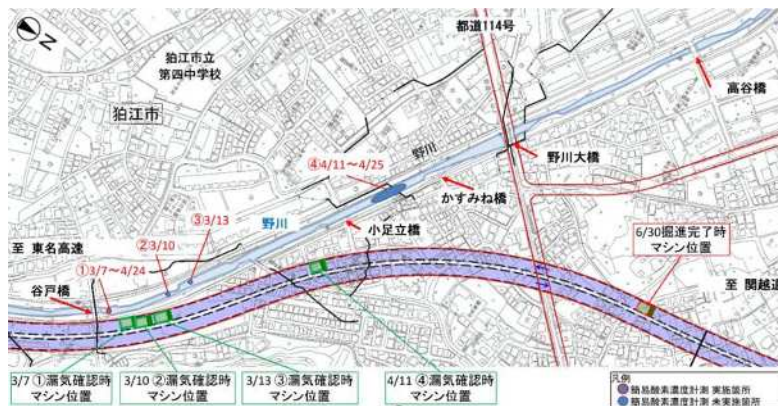 都道114号
N
狛江市立
第四中学校
高谷橋
狛江市
野川
野川大橋
④4/11～4/25
かすみね橋
③3/13
野川
小足立橋
②3/10
6/30掘進完了時
マシン位置
至 東名高速
①3/7～4/24
至 関越道
谷戸橋
3/7 ①漏気確認時
マシン位置
3/10 ②漏気確認時
マシン位置
3/13 ③漏気確認時
マシン位置
4/11 ④漏気確認時
マシン位置
凡例
簡易酸素濃度計測 実施箇所
簡易酸素濃度計測 未実施箇所